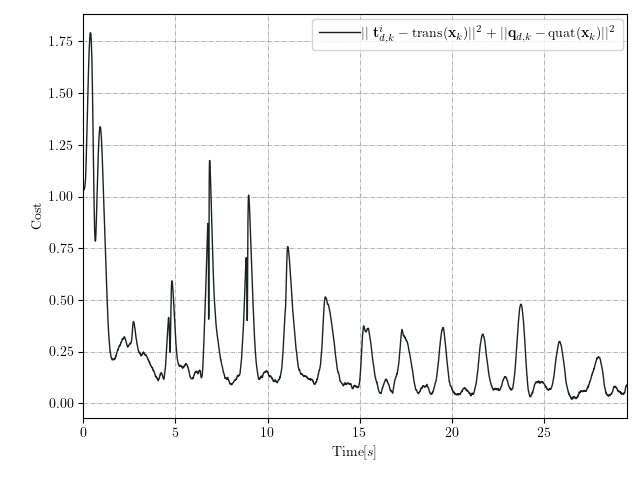 || t^i_{d,k} − trans(x_k)||² + ||q_{d,k} − quat(x_k)||²
1.75
1.50
1.25
1.00
0.75
0.50
0.25
0.00
Cost
0 5 10 15 20 25
Time[s]